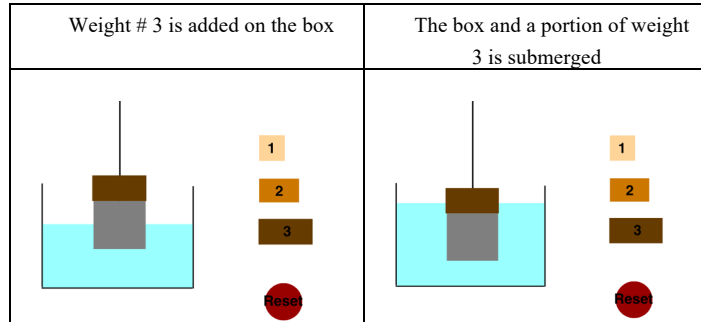 Weight # 3 is added on the box
The box and a portion of weight
3 is submerged
1
2
3
Reset
1
2
3
Reset